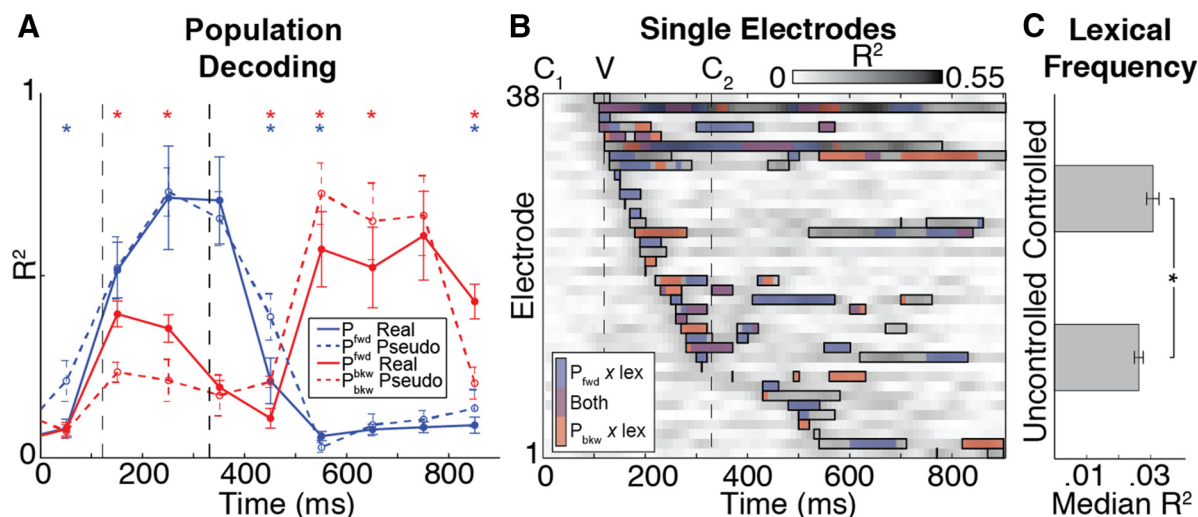 A
Population
Decoding
1
R²
0
0
200
400
600
800
Time (ms)
P fwd Real
P fwd Pseudo
P bkw Real
P bkw Pseudo
* * * * * *
* * * *
B
Single Electrodes
R²
C₁ V C₂
0 0.55
38
Electrode
1
0 200 400 600 800
Time (ms)
P fwd x lex
Both
P bkw x lex
C
Lexical
Frequency
Controlled
Uncontrolled
*
.01 .03
Median R²